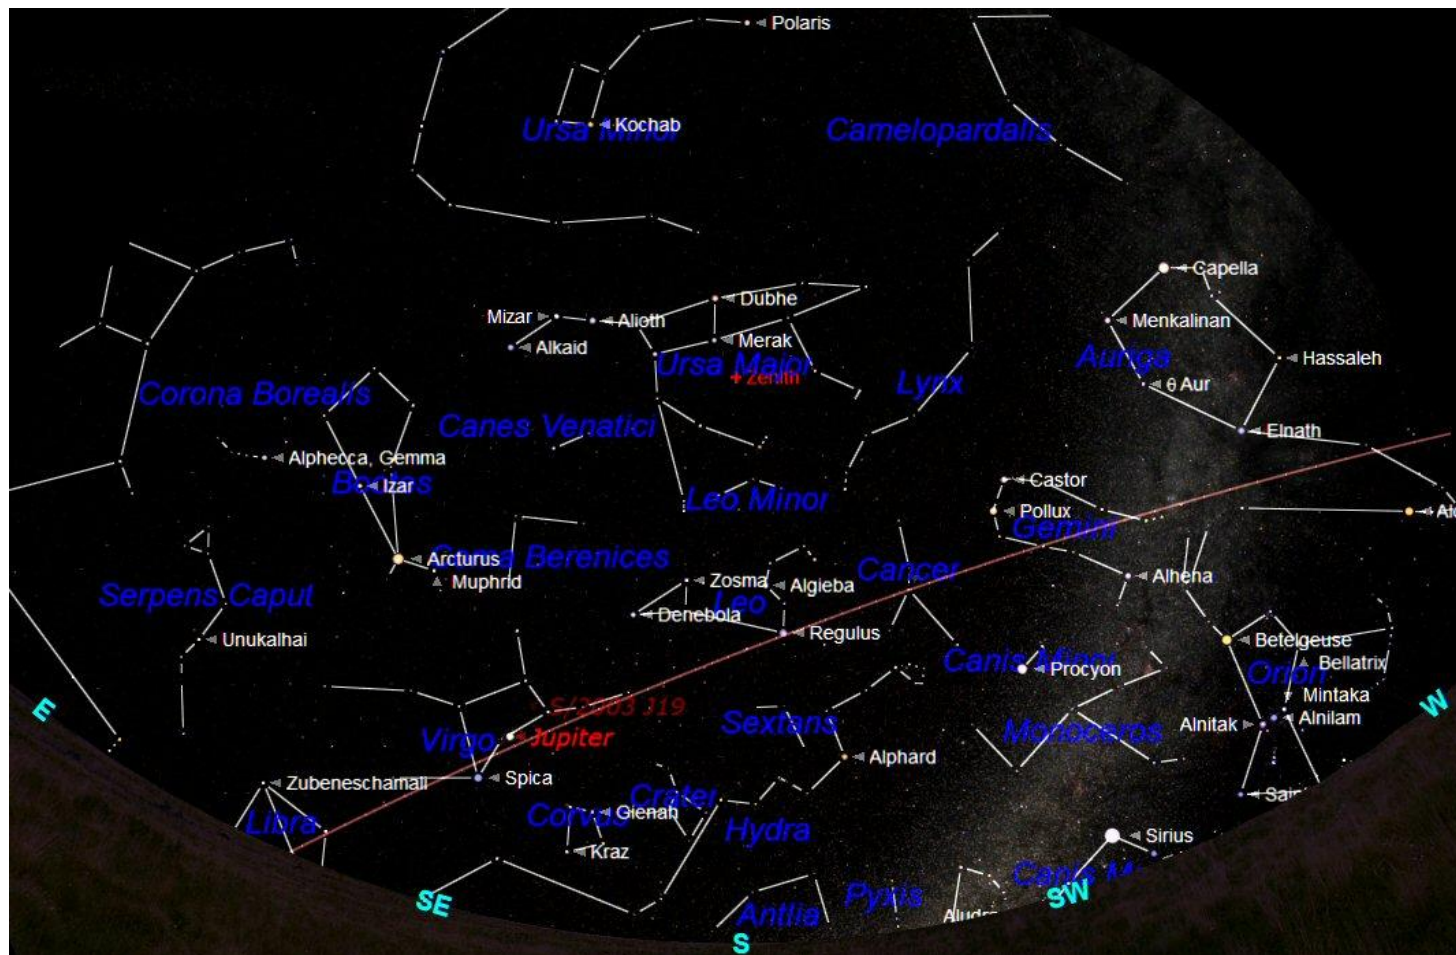 Polaris
Kochab
Ursa Minor
Camelopardalis
Capella
Dubhe
Mizar
Alioth
Menkalinan
Alkaid
Merak
Ursa Major
Auriga
Hassaleh
Zenith
Lynx
θ Aur
Corona Borealis
Canes Venatici
Elnath
Alphecca, Gemma
Bootes
Izar
Castor
Leo Minor
Pollux
Gemini
Arcturus
Coma Berenices
Muphrid
Cancer
Zosma
Algieba
Alhena
Serpens Caput
Leo
Denebola
Unukalhai
Regulus
Betelgeuse
Canis Minor
Procyon
Bellatrix
Orion
Mintaka
S/2003 J19
E
W
Sextans
Alnitak
Alnilam
Virgo
Jupiter
Monoceros
Alphard
Zubeneschamali
Spica
Crater
Libra
Corvus
Gienah
Hydra
Sirius
Kraz
Canis M
SE
Antlia
Pyxis
SW
S